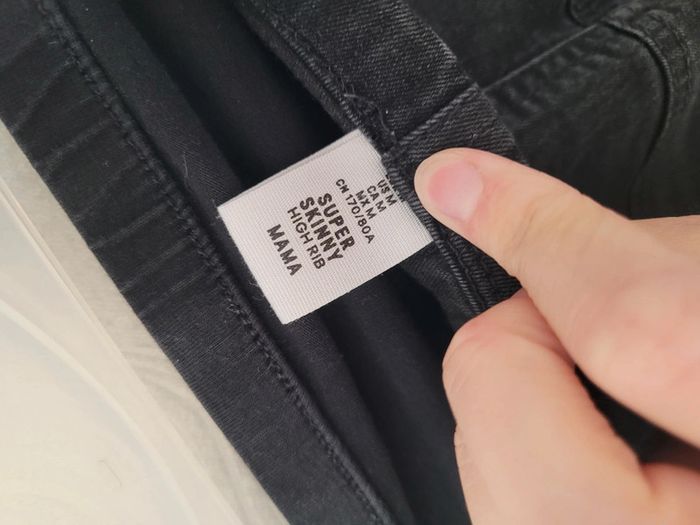 US M
CA M
MX M
CN 170/80A
SUPER
SKINNY
HIGH RIB
MAMA